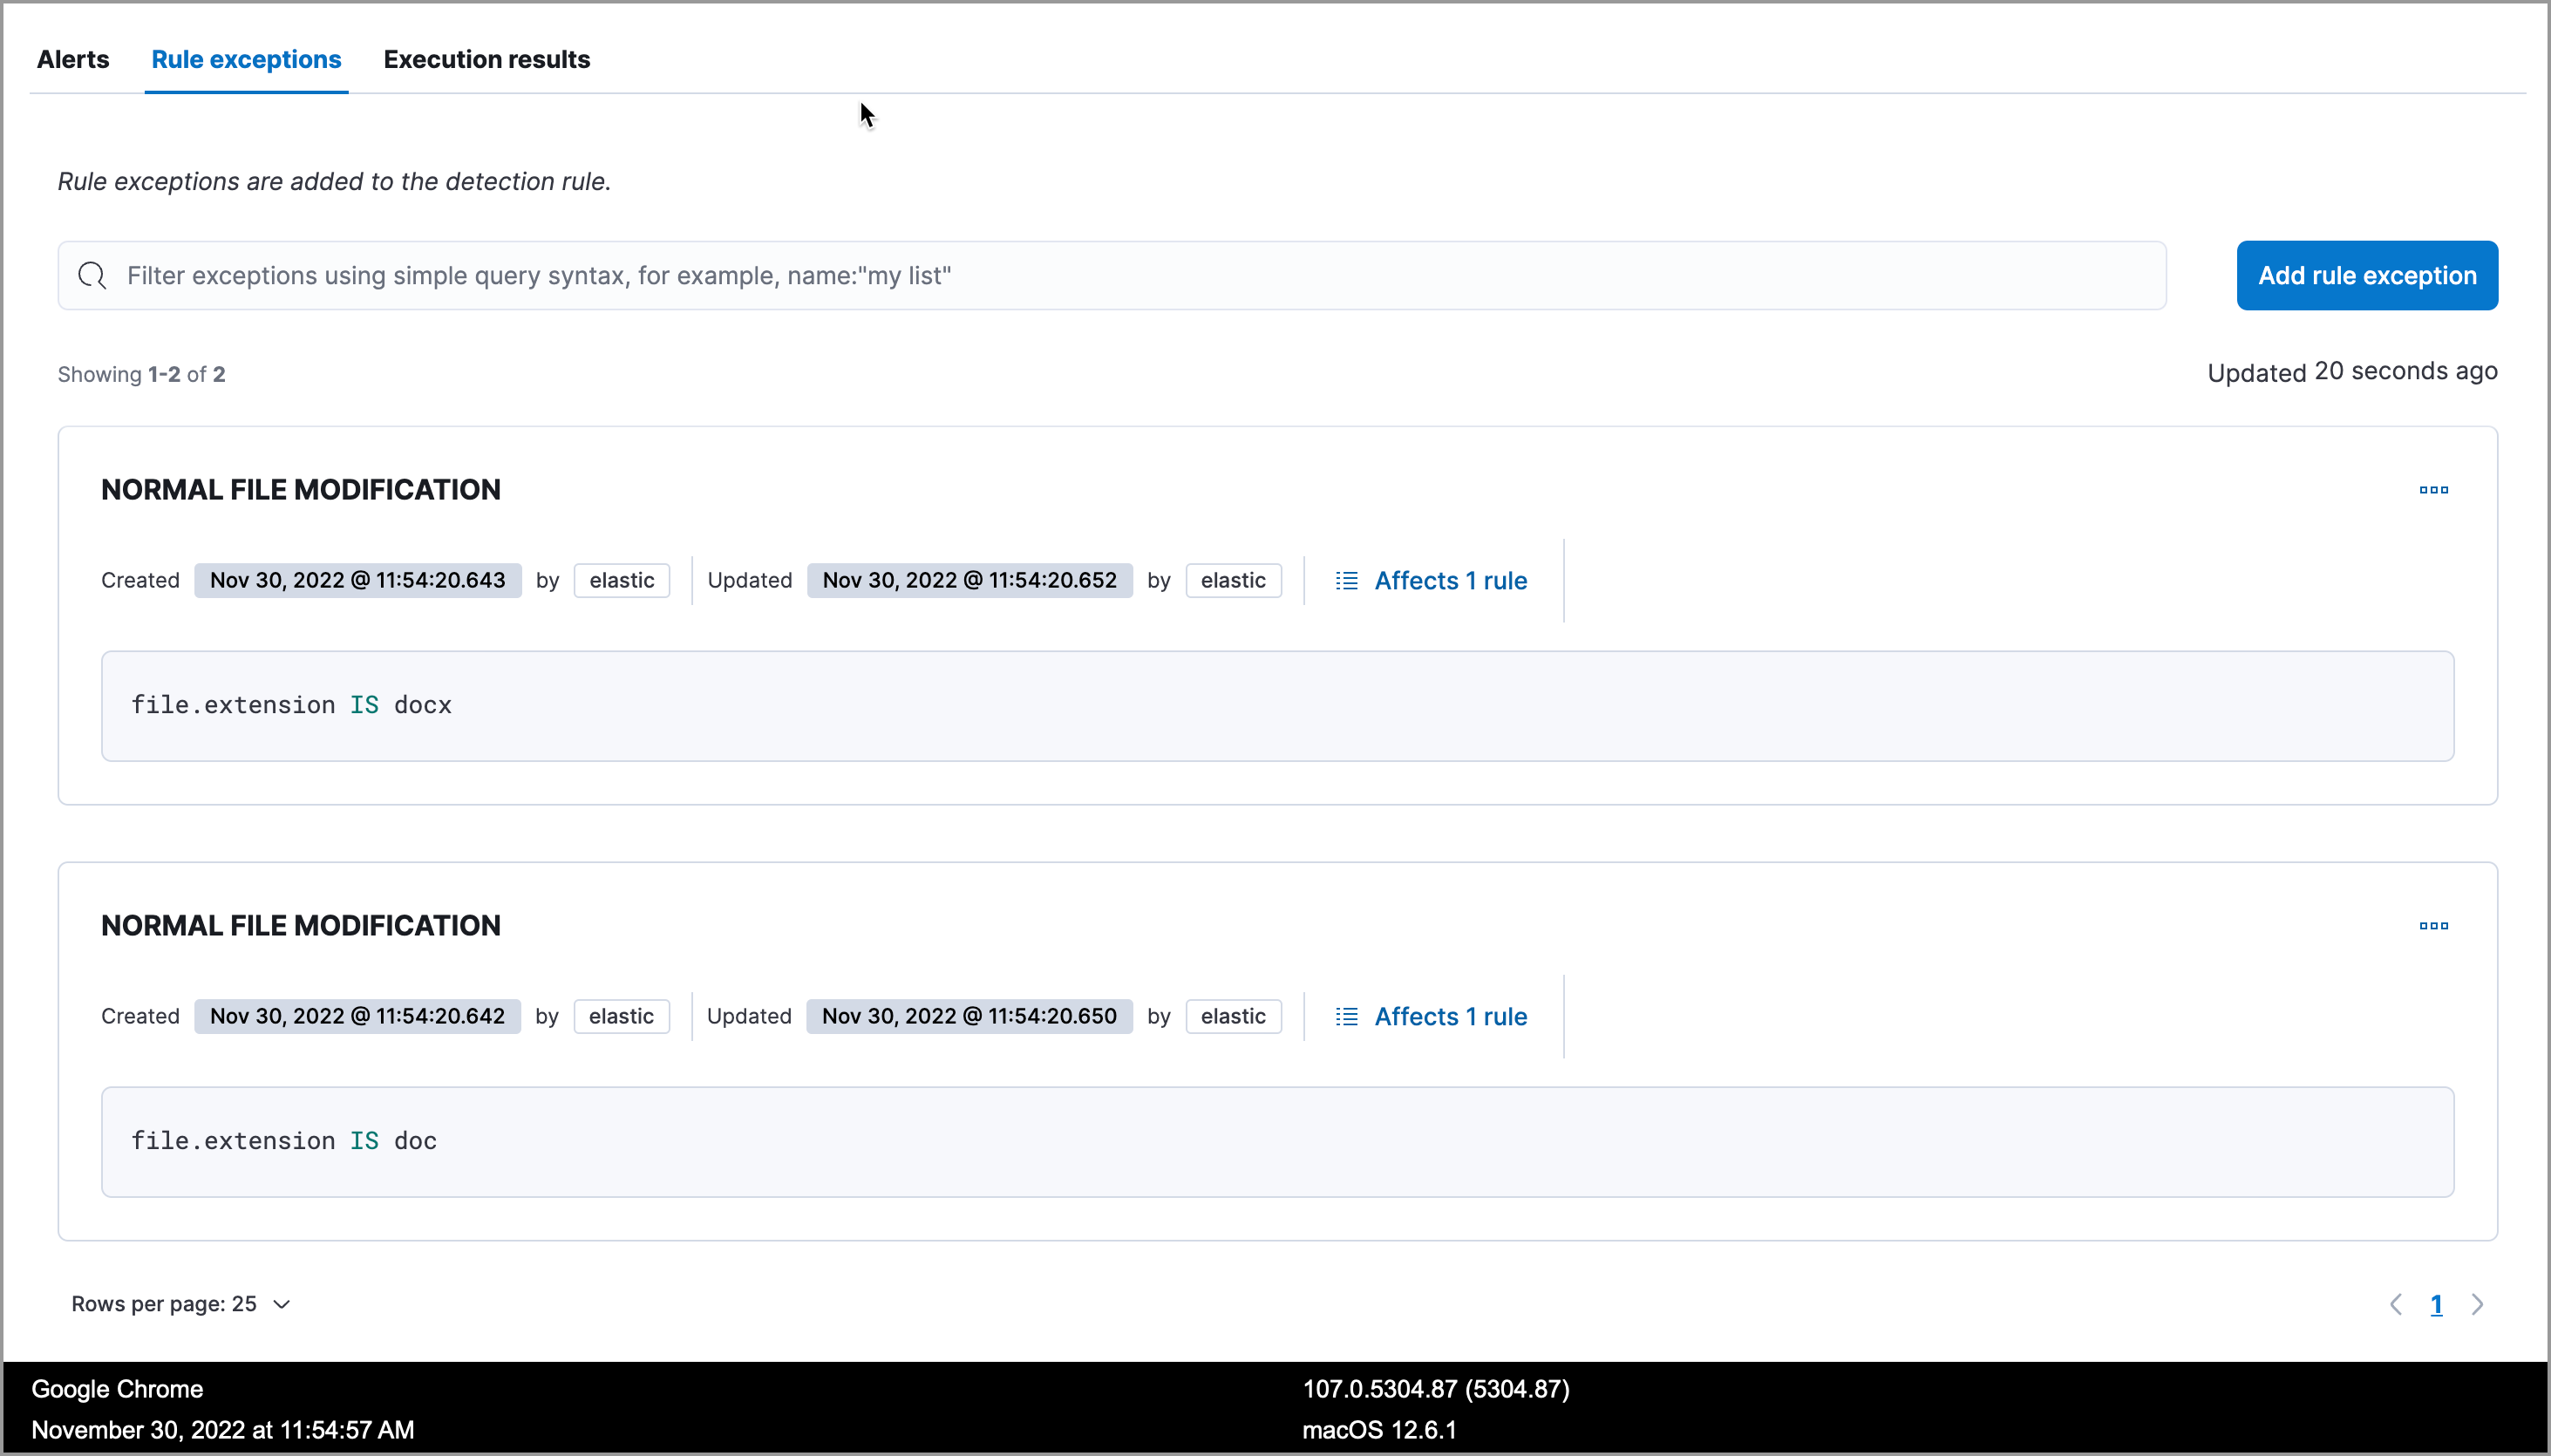 Alerts Rule exceptions Execution results
Rule exceptions are added to the detection rule.
Filter exceptions using simple query syntax, for example, name:"my list" Add rule exception
Showing 1-2 of 2 Updated 20 seconds ago
NORMAL FILE MODIFICATION
Created Nov 30, 2022 @ 11:54:20.643 by elastic Updated Nov 30, 2022 @ 11:54:20.652 by elastic Affects 1 rule
file.extension IS docx
NORMAL FILE MODIFICATION
Created Nov 30, 2022 @ 11:54:20.642 by elastic Updated Nov 30, 2022 @ 11:54:20.650 by elastic Affects 1 rule
file.extension IS doc
Rows per page: 25 1
Google Chrome 107.0.5304.87 (5304.87)
November 30, 2022 at 11:54:57 AM macOS 12.6.1